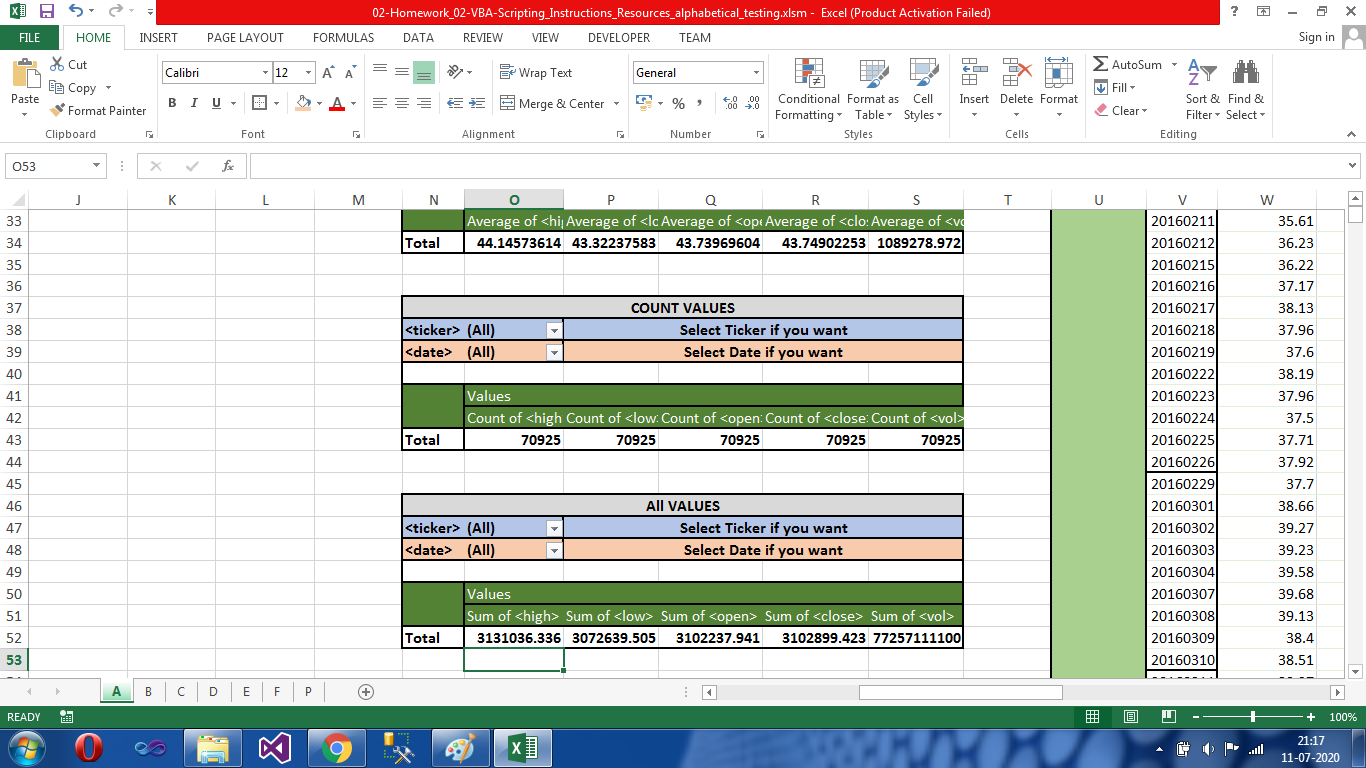 02-Homework_02-VBA-Scripting_Instructions_Resources_alphabetical_testing.xlsm - Excel (Product Activation Failed)
FILE HOME INSERT PAGE LAYOUT FORMULAS DATA REVIEW VIEW DEVELOPER TEAM Sign in
Paste
Cut
Copy
Format Painter
Clipboard
Calibri 12
B I U
Font
Wrap Text
Merge & Center
Alignment
General
Number
Conditional Formatting
Format as Table
Cell Styles
Styles
Insert Delete Format
Cells
AutoSum
Fill
Clear
Sort & Filter
Find & Select
Editing
O53 fx
J K L M N O P Q R S T U V W
33 Average of <hi Average of <lo Average of <op Average of <clo Average of <vo 20160211 35.61
34 Total 44.14573614 43.32237583 43.73969604 43.74902253 1089278.972 20160212 36.23
35 20160215 36.22
36 20160216 37.17
37 COUNT VALUES 20160217 38.13
38 <ticker> (All) Select Ticker if you want 20160218 37.96
39 <date> (All) Select Date if you want 20160219 37.6
40 20160222 38.19
41 Values 20160223 37.96
42 Count of <high Count of <low Count of <open Count of <close Count of <vol> 20160224 37.5
43 Total 70925 70925 70925 70925 70925 20160225 37.71
44 20160226 37.92
45 20160229 37.7
46 All VALUES 20160301 38.66
47 <ticker> (All) Select Ticker if you want 20160302 39.27
48 <date> (All) Select Date if you want 20160303 39.23
49 20160304 39.58
50 Values 20160307 39.68
51 Sum of <high> Sum of <low> Sum of <open> Sum of <close> Sum of <vol> 20160308 39.13
52 Total 3131036.336 3072639.505 3102237.941 3102899.423 77257111100 20160309 38.4
53 20160310 38.51
A B C D E F P
READY 100%
21:17
11-07-2020